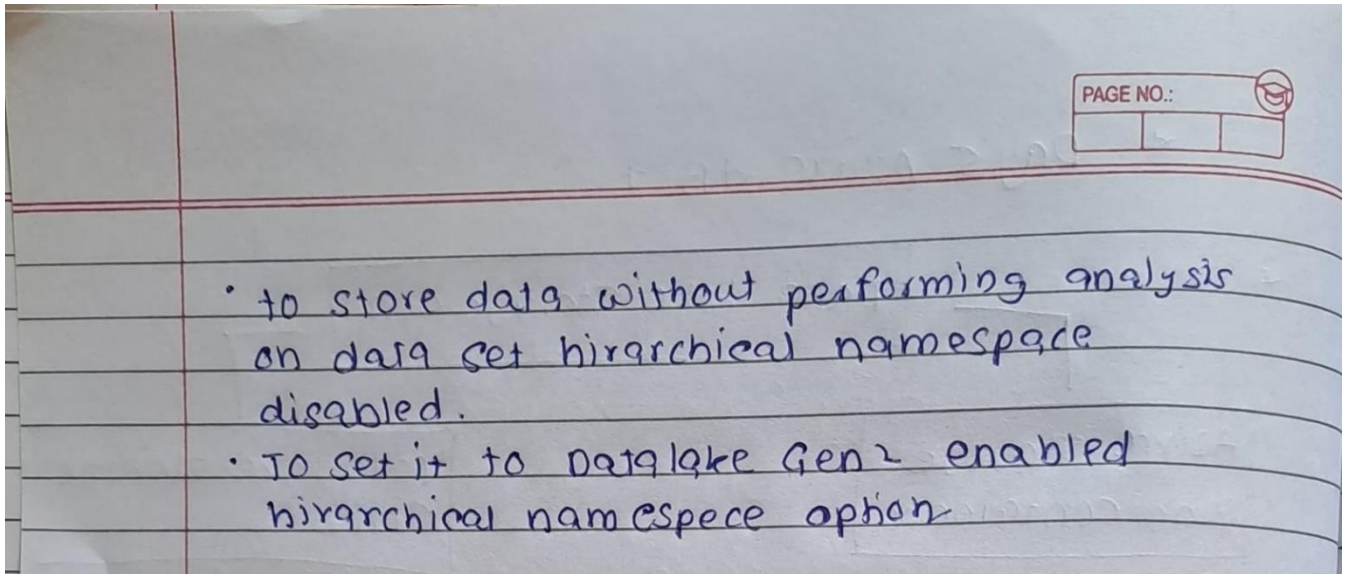 PAGE NO.:
• to store data without performing analysis
on data set hirarchical namespace
disabled.
• To set it to Datalake Gen2 enabled
hirarchical namespece option